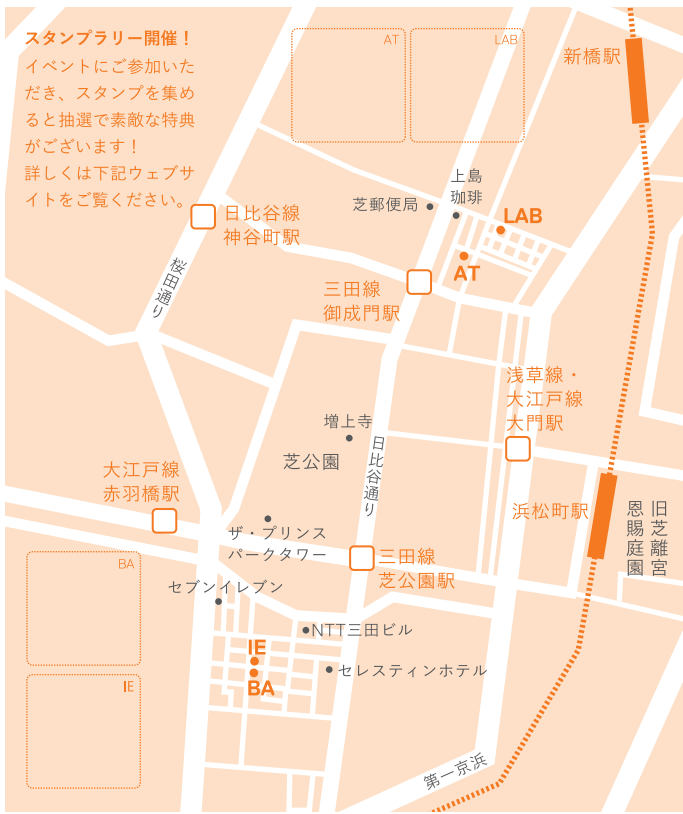 スタンプラリー開催！
イベントにご参加いた
だき、スタンプを集め
ると抽選で素敵な特典
がございます！
詳しくは下記ウェブサ
イトをご覧ください。
AT
LAB
新橋駅
上島
珈琲
芝郵便局
LAB
AT
日比谷線
神谷町駅
桜田通り
三田線
御成門駅
浅草線・
大江戸線
大門駅
増上寺
芝公園
日比谷通り
大江戸線
赤羽橋駅
ザ・プリンス
パークタワー
浜松町駅
旧芝離宮
恩賜庭園
三田線
芝公園駅
BA
セブンイレブン
NTT三田ビル
IE
BA
セレスティンホテル
IE
第一京浜